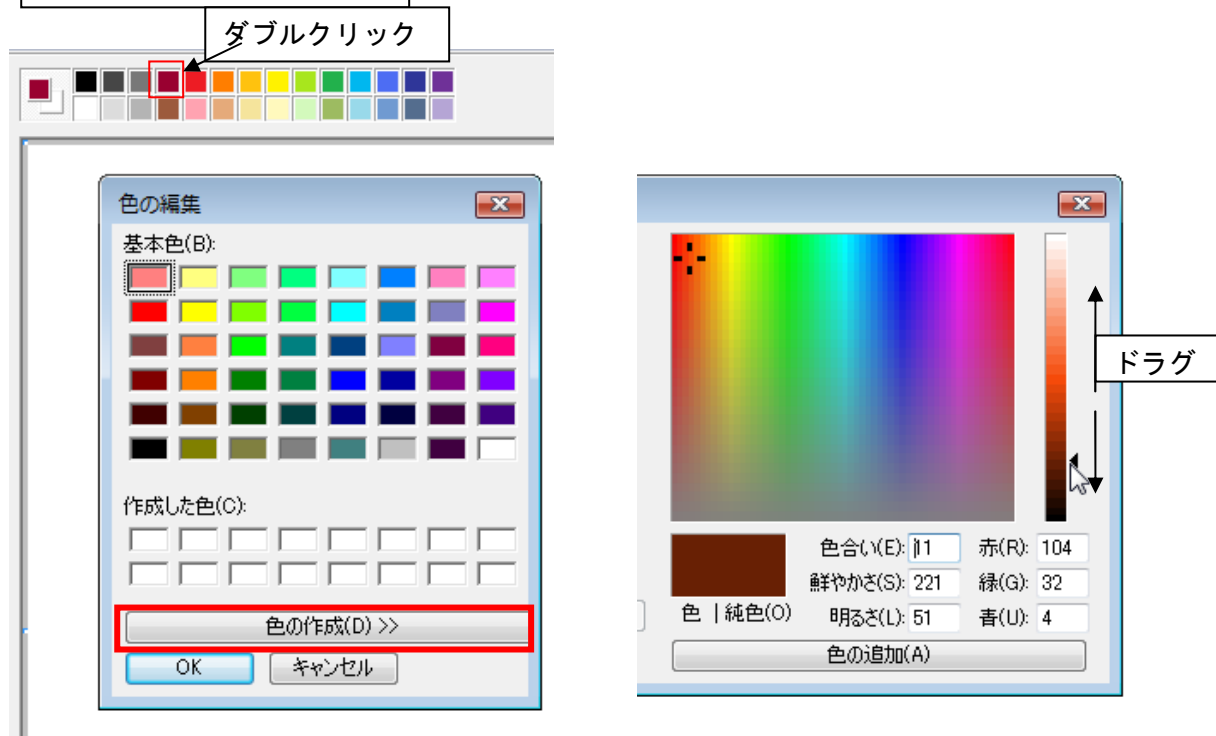 ダブルクリック
色の編集
基本色(B):
作成した色(C):
色の作成(D) >>
OK
キャンセル
ドラグ
色合い(E): 11
赤(R): 104
鮮やかさ(S): 221
緑(G): 32
色 | 純色(O)
明るさ(L): 51
青(U): 4
色の追加(A)